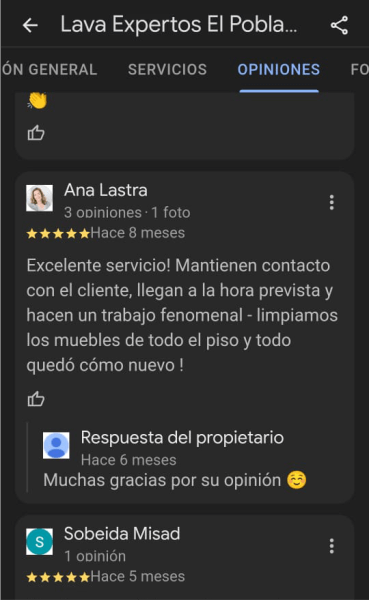 Lava Expertos El Pobla...
ÓN GENERAL SERVICIOS OPINIONES FO
Ana Lastra
3 opiniones · 1 foto
Hace 8 meses
Excelente servicio! Mantienen contacto
con el cliente, llegan a la hora prevista y
hacen un trabajo fenomenal - limpiamos
los muebles de todo el piso y todo
quedó cómo nuevo !
Respuesta del propietario
Hace 6 meses
Muchas gracias por su opinión ☺️
S
Sobeida Misad
1 opinión
Hace 5 meses